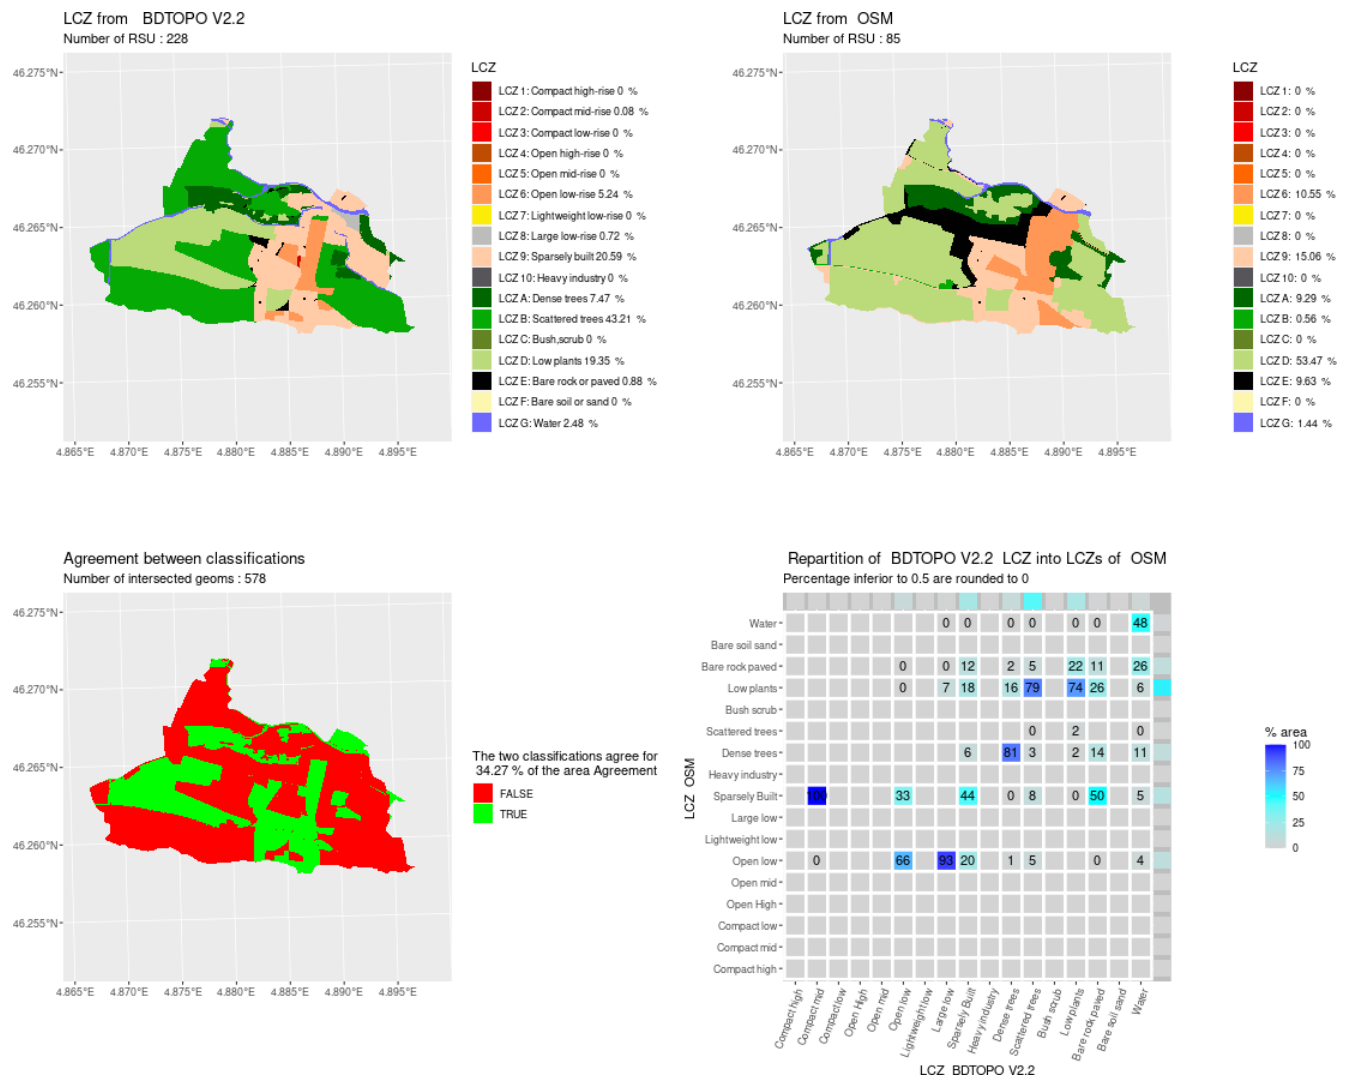 LCZ from BDTOPO V2.2
Number of RSU : 228
46.275°N
46.270°N
46.265°N
46.260°N
46.255°N
4.865°E 4.870°E 4.875°E 4.880°E 4.885°E 4.890°E 4.895°E
LCZ
LCZ 1: Compact high-rise 0 %
LCZ 2: Compact mid-rise 0.08 %
LCZ 3: Compact low-rise 0 %
LCZ 4: Open high-rise 0 %
LCZ 5: Open mid-rise 0 %
LCZ 6: Open low-rise 5.24 %
LCZ 7: Lightweight low-rise 0 %
LCZ 8: Large low-rise 0.72 %
LCZ 9: Sparsely built 20.59 %
LCZ 10: Heavy industry 0 %
LCZ A: Dense trees 7.47 %
LCZ B: Scattered trees 43.21 %
LCZ C: Bush,scrub 0 %
LCZ D: Low plants 19.35 %
LCZ E: Bare rock or paved 0.88 %
LCZ F: Bare soil or sand 0 %
LCZ G: Water 2.48 %
LCZ from OSM
Number of RSU : 85
46.275°N
46.270°N
46.265°N
46.260°N
46.255°N
4.865°E 4.870°E 4.875°E 4.880°E 4.885°E 4.890°E 4.895°E
LCZ
LCZ 1: 0 %
LCZ 2: 0 %
LCZ 3: 0 %
LCZ 4: 0 %
LCZ 5: 0 %
LCZ 6: 10.55 %
LCZ 7: 0 %
LCZ 8: 0 %
LCZ 9: 15.06 %
LCZ 10: 0 %
LCZ A: 9.29 %
LCZ B: 0.56 %
LCZ C: 0 %
LCZ D: 53.47 %
LCZ E: 9.63 %
LCZ F: 0 %
LCZ G: 1.44 %
Agreement between classifications
Number of intersected geoms : 578
46.275°N
46.270°N
46.265°N
46.260°N
46.255°N
4.865°E 4.870°E 4.875°E 4.880°E 4.885°E 4.890°E 4.895°E
The two classifications agree for
34.27 % of the area Agreement
FALSE
TRUE
Repartition of BDTOPO V2.2 LCZ into LCZs of OSM
Percentage inferior to 0.5 are rounded to 0
LCZ OSM
Water 0 0 0 0 0 0 48
Bare soil sand
Bare rock paved 0 0 12 2 5 22 11 26
Low plants 0 7 18 16 79 74 26 6
Bush scrub
Scattered trees 0 2 0
Dense trees 6 81 3 2 14 11
Heavy industry
Sparsely Built 100 33 44 0 8 0 50 5
Large low
Lightweight low
Open low 0 66 93 20 1 5 0 4
Open mid
Open High
Compact low
Compact mid
Compact high
Compact high
Compact mid
Compact low
Open High
Open mid
Open low
Lightweight low
Large low
Sparsely Built
Heavy industry
Dense trees
Scattered trees
Bush scrub
Low plants
Bare rock paved
Bare soil sand
Water
LCZ BDTOPO V2.2
% area
100
75
50
25
0